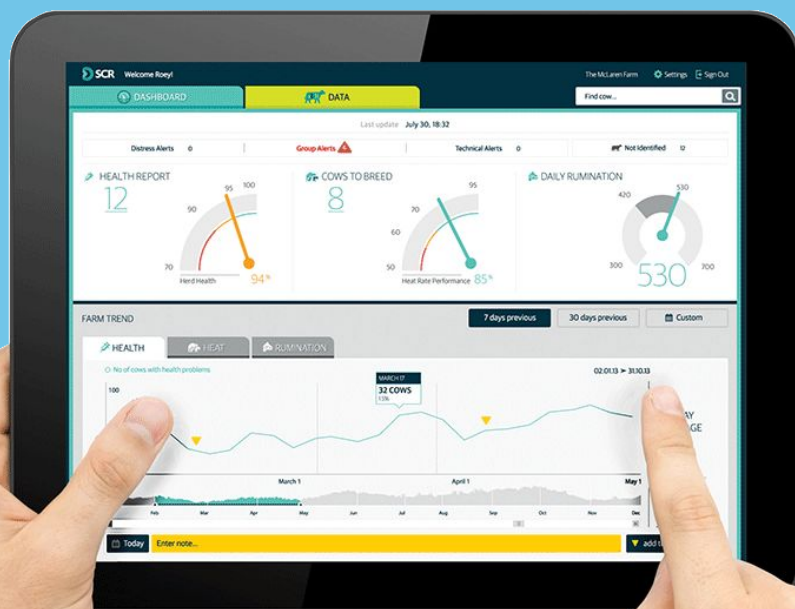 SCR Welcome Roey! The McLaren Farm Settings Sign Out
DASHBOARD DATA Find cow...
Last update July 30, 18:32
Distress Alerts 0 Group Alerts Technical Alerts 0 Not Identified 12
HEALTH REPORT COWS TO BREED DAILY RUMINATION
12 8
70 90 95 100
50 60 70 95
300 420 530 700
Herd Health 94% Heat Rate Performance 85% 530
FARM TREND 7 days previous 30 days previous Custom
HEALTH HEAT RUMINATION
No of cows with health problems 02.01.13 > 31.10.13
100
MARCH 17
32 COWS
13%
March 1 April 1 May 1
Feb Mar Apr May Jun Jul Aug Sep Oct Nov Dec
Today Enter note... add